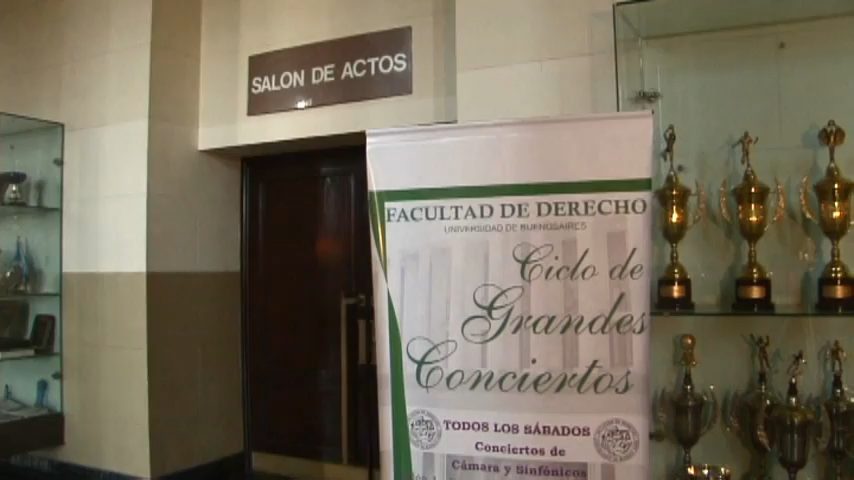 SALON DE ACTOS
FACULTAD DE DERECHO
UNIVERSIDAD DE BUENOS AIRES
Ciclo de
Grandes
Conciertos
TODOS LOS SÁBADOS
Conciertos de
Cámara y Sinfónicos